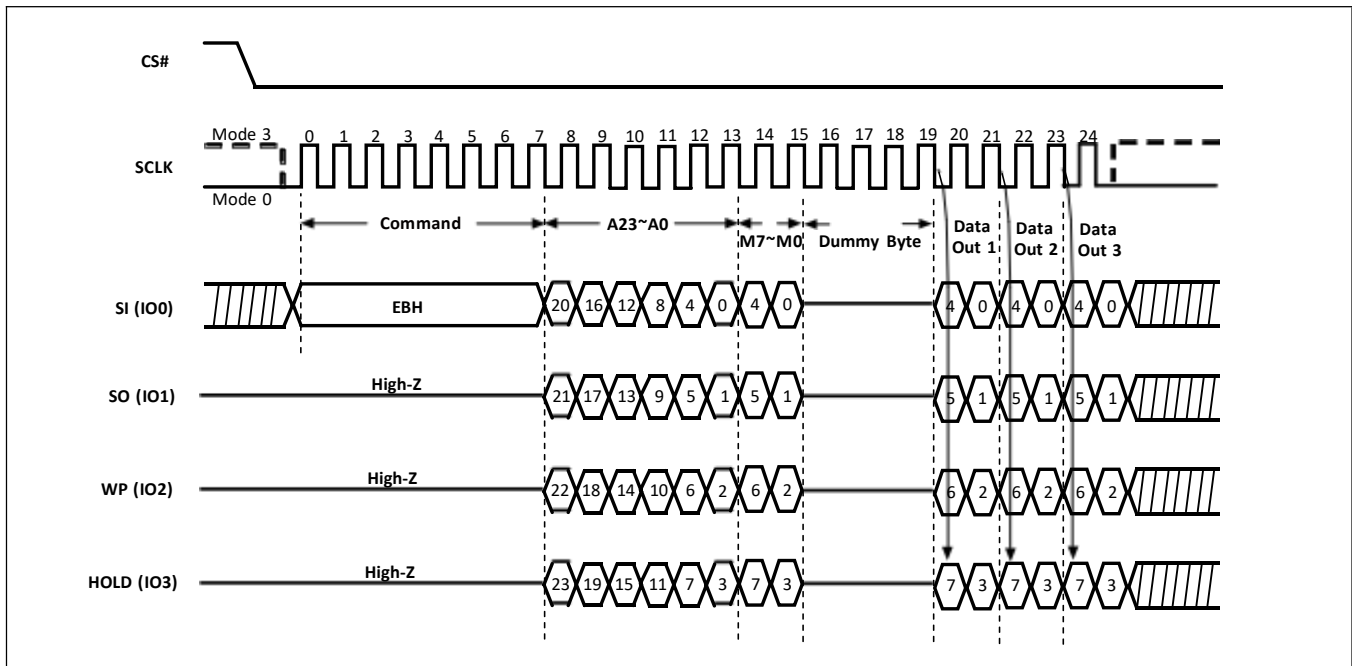 CS#
Mode 3
0 1 2 3 4 5 6 7 8 9 10 11 12 13 14 15 16 17 18 19 20 21 22 23 24
SCLK
Mode 0
Command A23~A0 M7~M0 Dummy Byte Data Out 1 Data Out 2 Data Out 3
SI (IO0) EBH 20 16 12 8 4 0 4 0 4 0 4 0 4 0
SO (IO1) High-Z 21 17 13 9 5 1 5 1 5 1 5 1 5 1
WP (IO2) High-Z 22 18 14 10 6 2 6 2 6 2 6 2 6 2
HOLD (IO3) High-Z 23 19 15 11 7 3 7 3 7 3 7 3 7 3